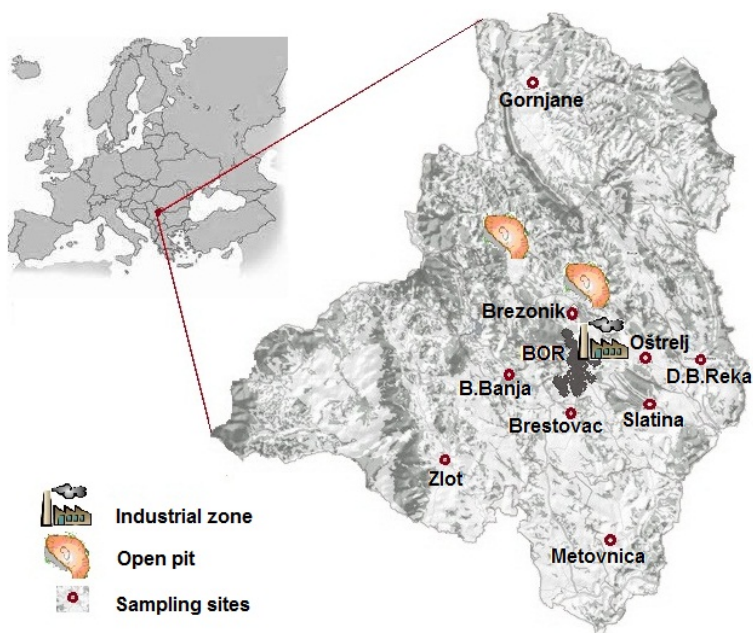 Gornjane
Brezonik
BOR
Oštrelj
D.B.Reka
B.Banja
Slatina
Brestovac
Zlot
Metovnica
Industrial zone
Open pit
Sampling sites